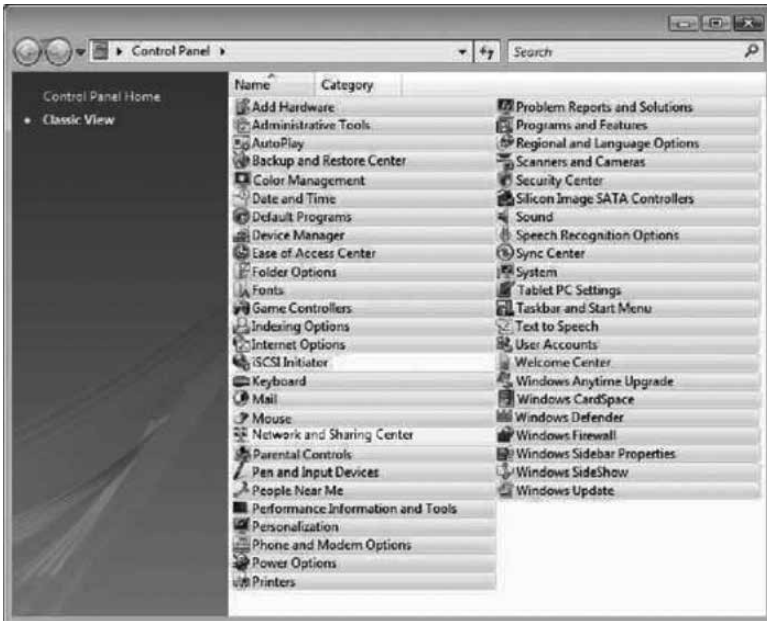 Control Panel
Search
Control Panel Home
Classic View
Name Category
Add Hardware
Administrative Tools
AutoPlay
Backup and Restore Center
Color Management
Date and Time
Default Programs
Device Manager
Ease of Access Center
Folder Options
Fonts
Game Controllers
Indexing Options
Internet Options
iSCSI Initiator
Keyboard
Mail
Mouse
Network and Sharing Center
Parental Controls
Pen and Input Devices
People Near Me
Performance Information and Tools
Personalization
Phone and Modem Options
Power Options
Printers
Problem Reports and Solutions
Programs and Features
Regional and Language Options
Scanners and Cameras
Security Center
Silicon Image SATA Controllers
Sound
Speech Recognition Options
Sync Center
System
Tablet PC Settings
Taskbar and Start Menu
Text to Speech
User Accounts
Welcome Center
Windows Anytime Upgrade
Windows CardSpace
Windows Defender
Windows Firewall
Windows Sidebar Properties
Windows SideShow
Windows Update